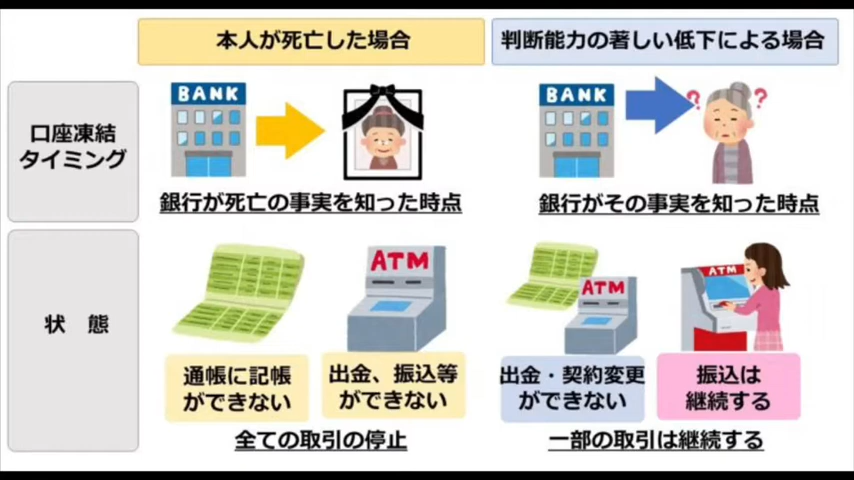 本人が死亡した場合
判断能力の著しい低下による場合
口座凍結
タイミング
BANK
銀行が死亡の事実を知った時点
BANK
? ?
銀行がその事実を知った時点
状 態
ATM
通帳に記帳
ができない
出金、振込等
ができない
全ての取引の停止
ATM
ATM
出金・契約変更
ができない
振込は
継続する
一部の取引は継続する